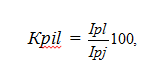 Kpil = Ipl/Ipj 100,